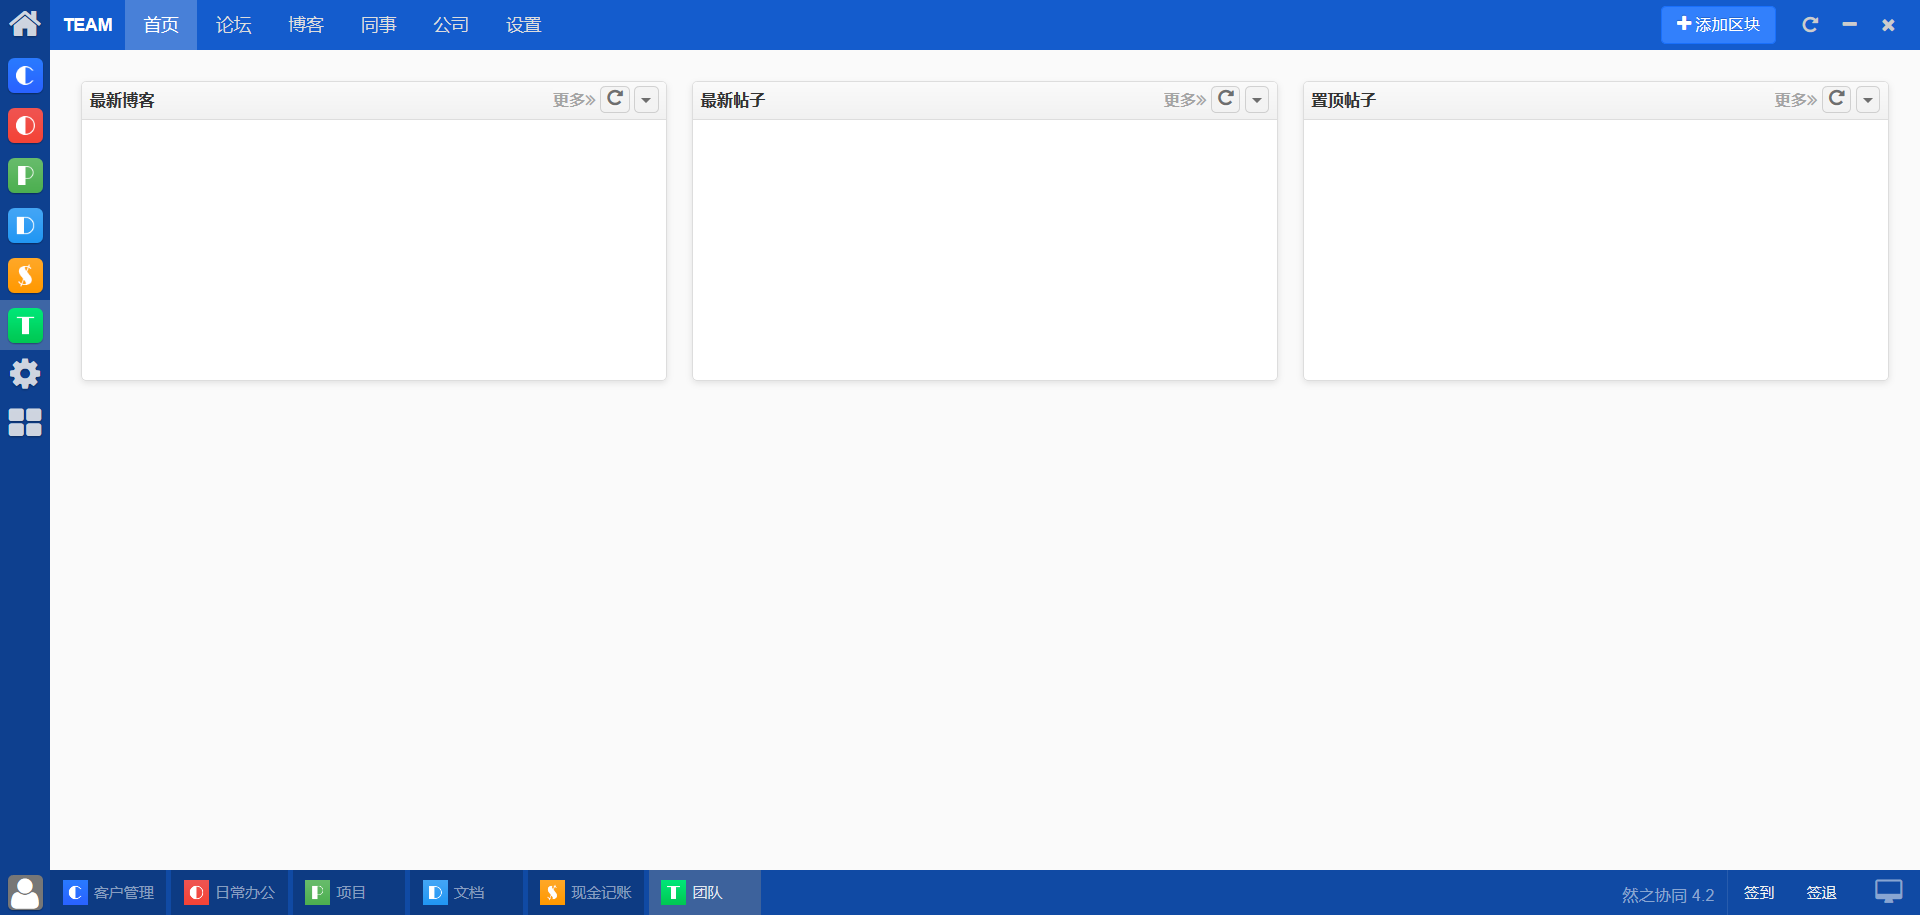 TEAM 首页 论坛 博客 同事 公司 设置 添加区块
最新博客 更多»
最新帖子 更多»
置顶帖子 更多»
C
O
P
D
S
T
C 客户管理 O 日常办公 P 项目 D 文档 S 现金记账 T 团队 然之协同 4.2 签到 签退